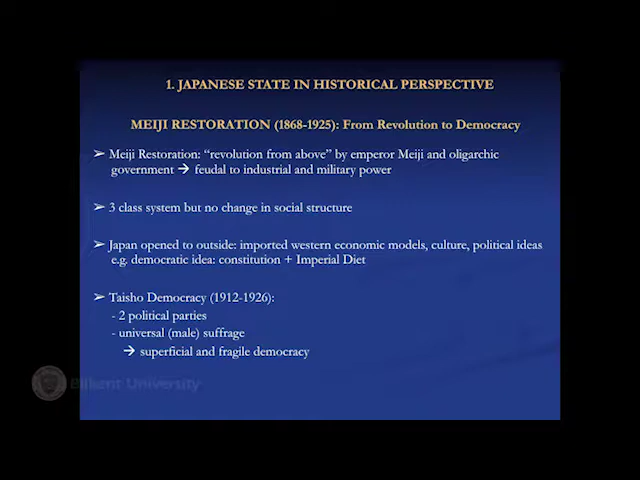 1. JAPANESE STATE IN HISTORICAL PERSPECTIVE
MEIJI RESTORATION (1868-1925): From Revolution to Democracy
➢ Meiji Restoration: “revolution from above” by emperor Meiji and oligarchic
government → feudal to industrial and military power
➢ 3 class system but no change in social structure
➢ Japan opened to outside: imported western economic models, culture, political ideas
e.g. democratic idea: constitution + Imperial Diet
➢ Taisho Democracy (1912-1926):
- 2 political parties
- universal (male) suffrage
→ superficial and fragile democracy
Bilkent University